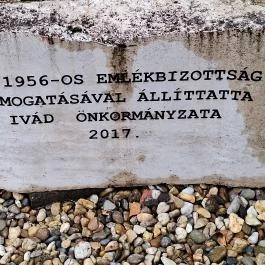 1956-OS EMLÉKBIZOTTSÁG
MOGATÁSÁVAL ÁLLÍTTATTA
IVÁD ÖNKORMÁNYZATA
2017.